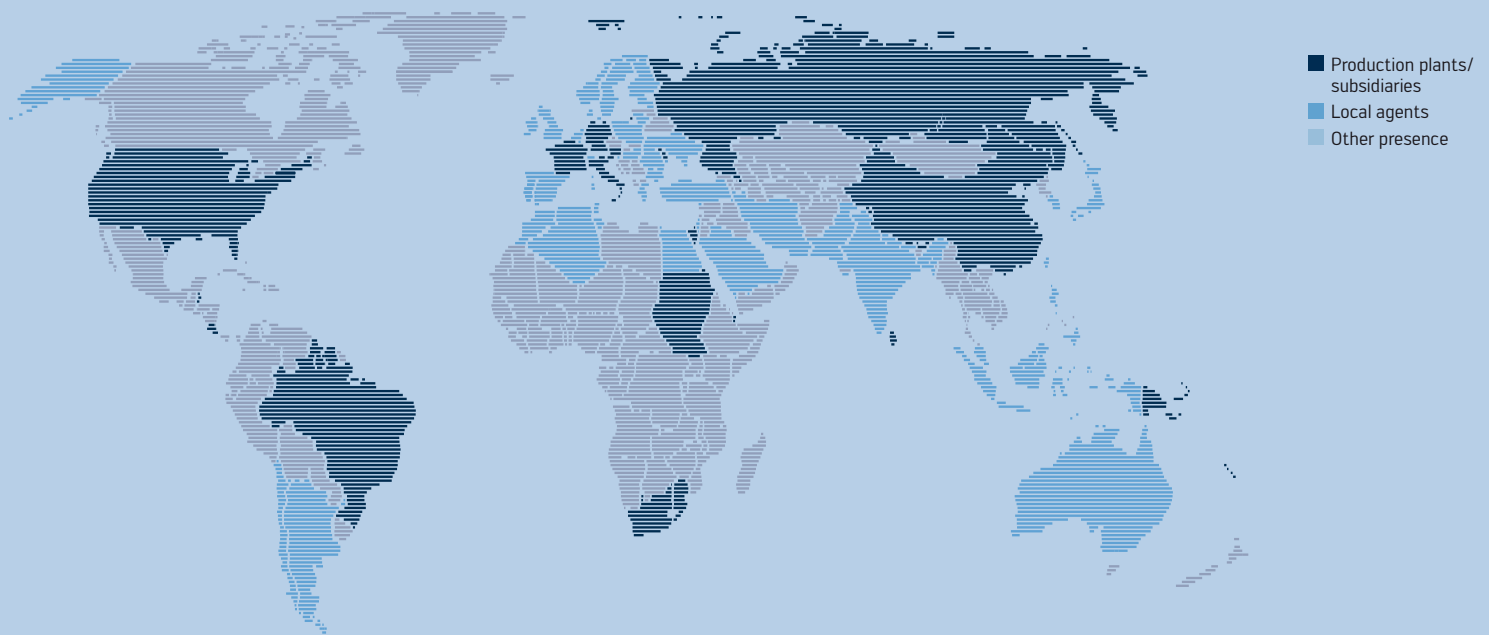 Production plants/
subsidiaries
Local agents
Other presence